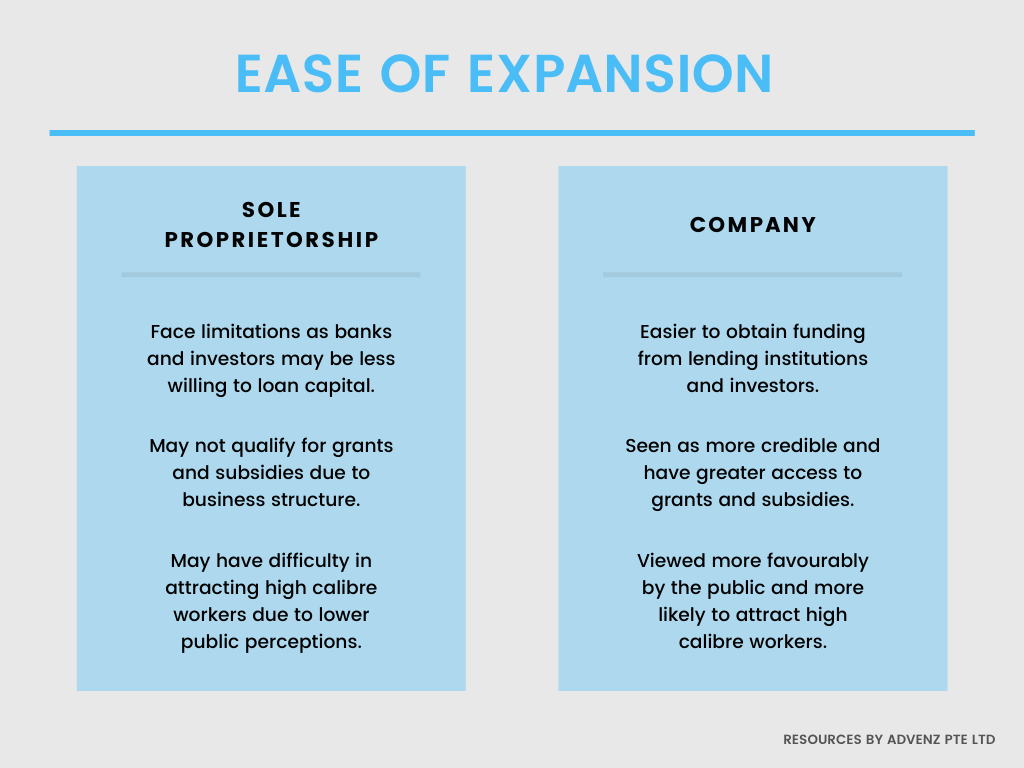 EASE OF EXPANSION
SOLE
PROPRIETORSHIP
Face limitations as banks
and investors may be less
willing to loan capital.
May not qualify for grants
and subsidies due to
business structure.
May have difficulty in
attracting high calibre
workers due to lower
public perceptions.
COMPANY
Easier to obtain funding
from lending institutions
and investors.
Seen as more credible and
have greater access to
grants and subsidies.
Viewed more favourably
by the public and more
likely to attract high
calibre workers.
RESOURCES BY ADVENZ PTE LTD